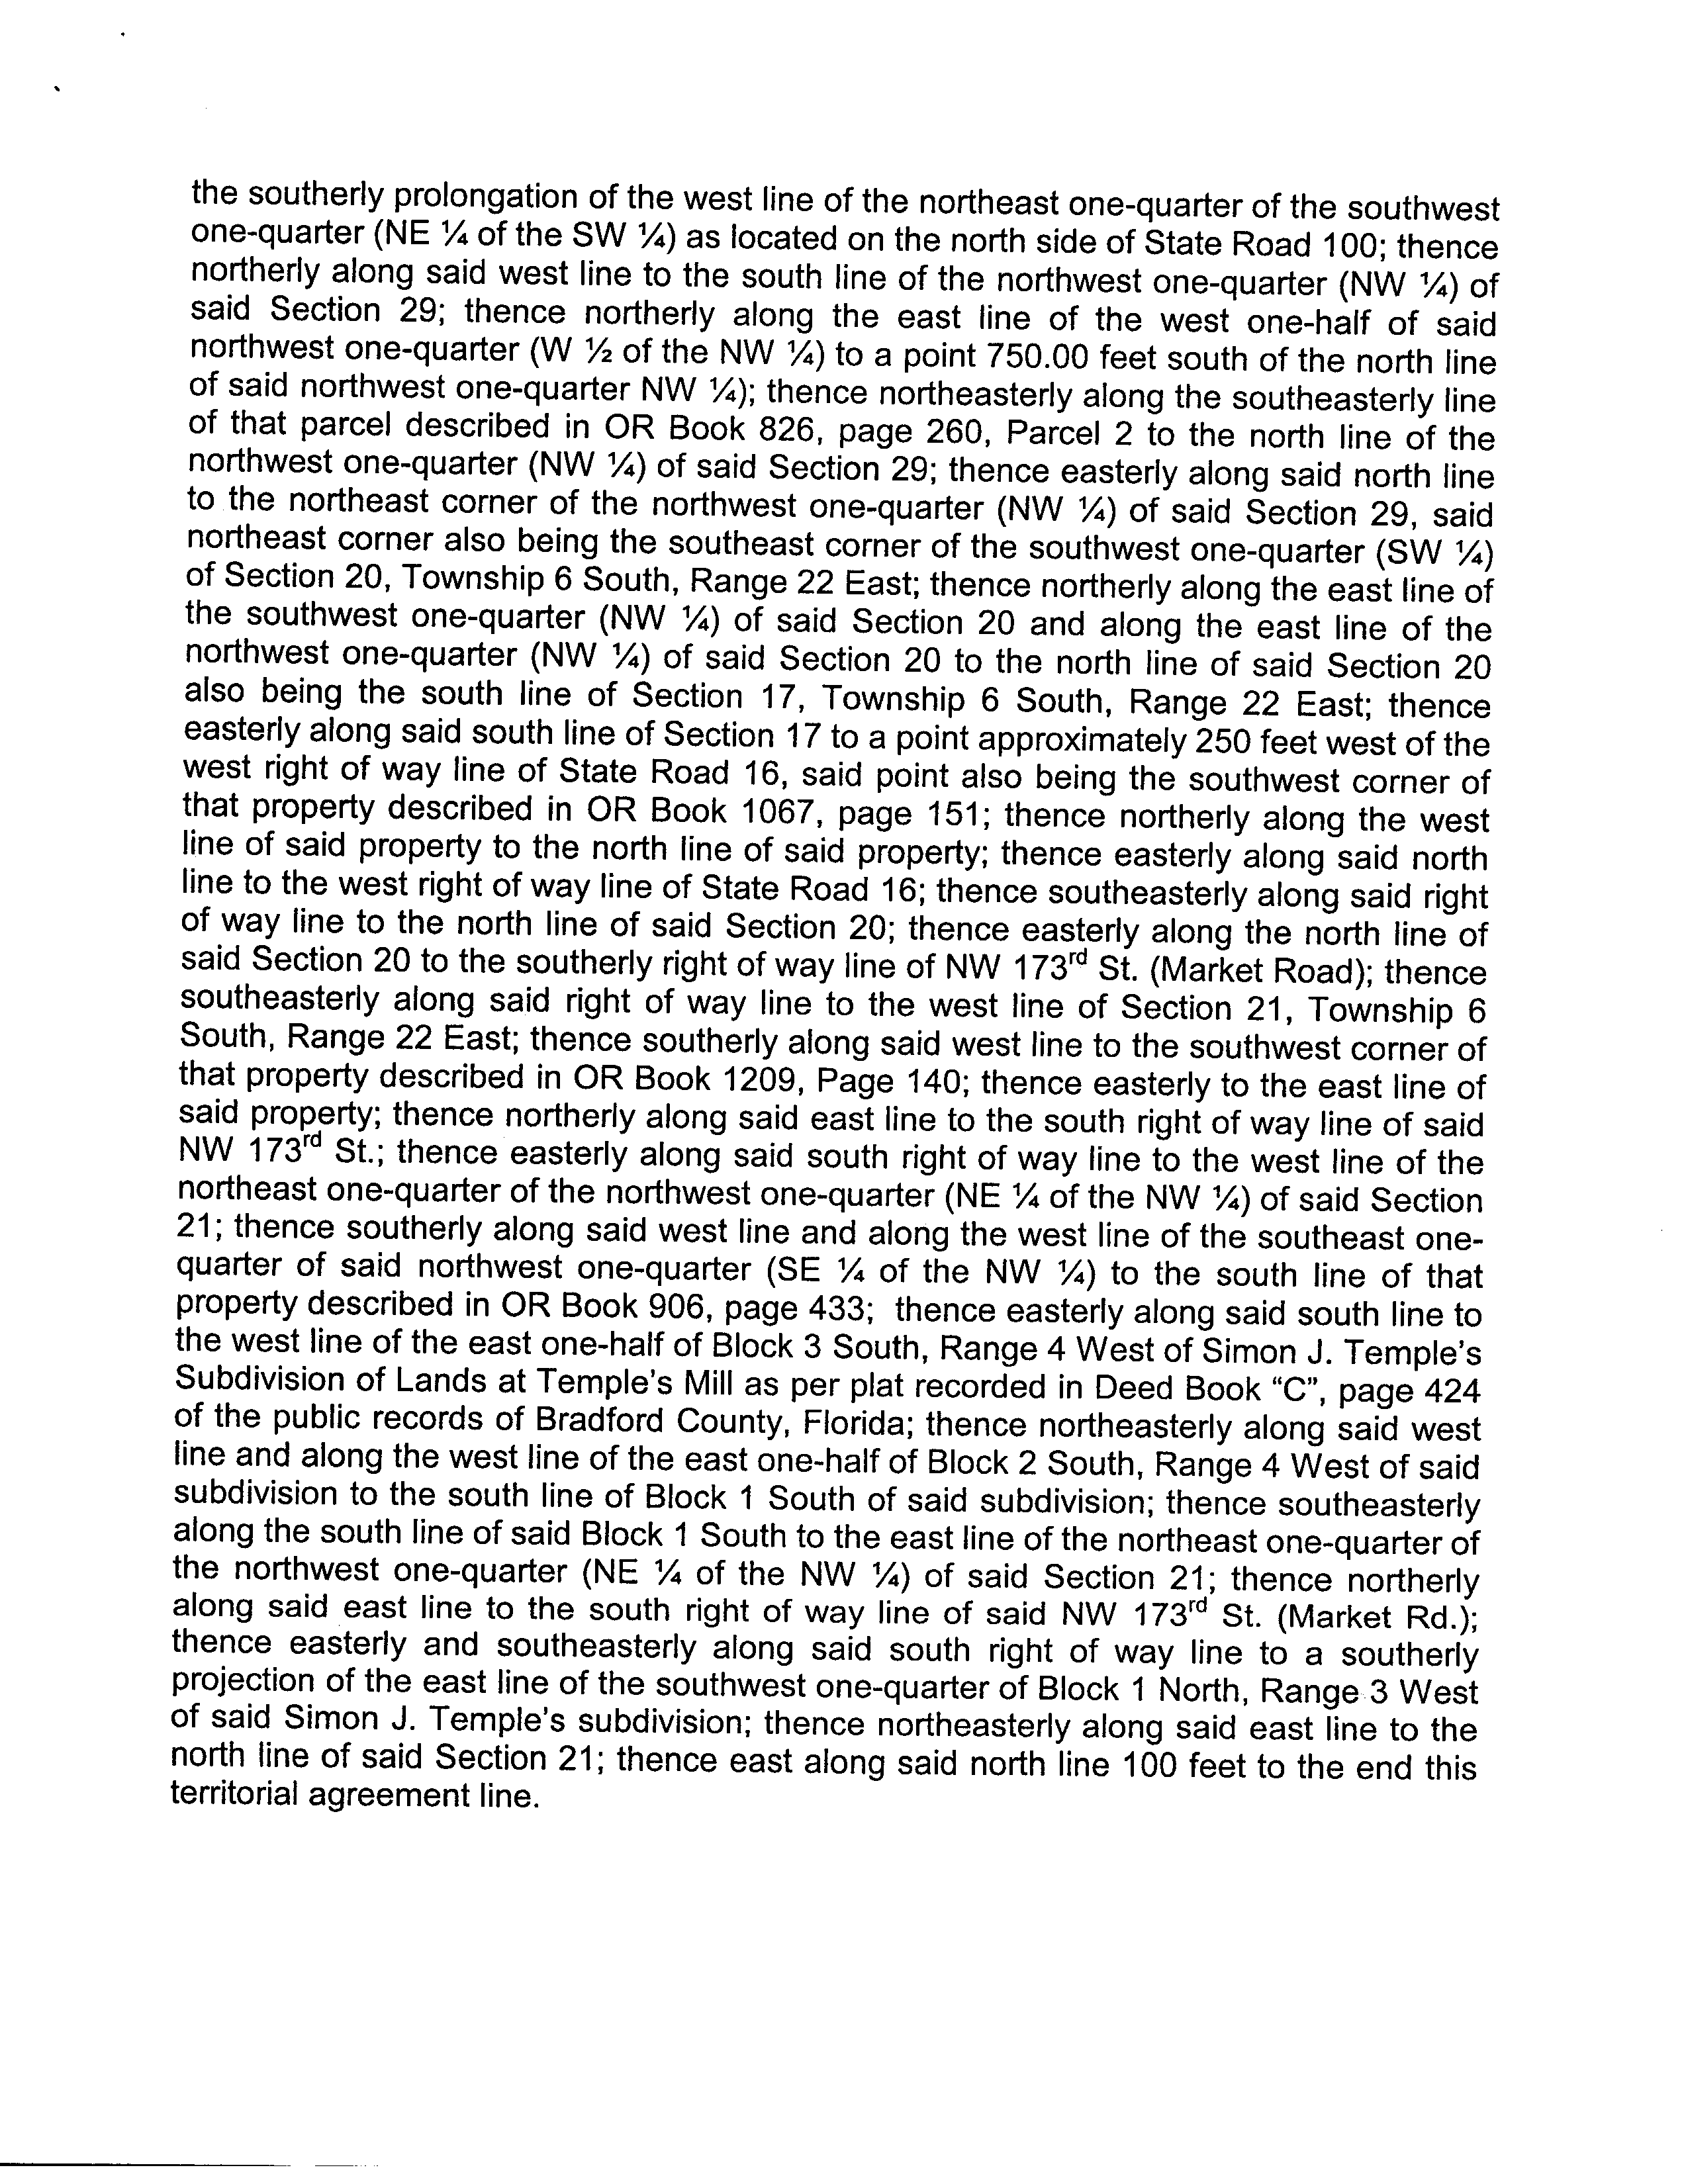 the southerly prolongation of the west line of the northeast one-quarter of the southwest
one-quarter (NE ¼ of the SW ¼) as located on the north side of State Road 100; thence
northerly along said west line to the south line of the northwest one-quarter (NW ¼) of
said Section 29; thence northerly along the east line of the west one-half of said
northwest one-quarter (W ½ of the NW ¼) to a point 750.00 feet south of the north line
of said northwest one-quarter NW ¼); thence northeasterly along the southeasterly line
of that parcel described in OR Book 826, page 260, Parcel 2 to the north line of the
northwest one-quarter (NW ¼) of said Section 29; thence easterly along said north line
to the northeast corner of the northwest one-quarter (NW ¼) of said Section 29, said
northeast corner also being the southeast corner of the southwest one-quarter (SW ¼)
of Section 20, Township 6 South, Range 22 East; thence northerly along the east line of
the southwest one-quarter (NW ¼) of said Section 20 and along the east line of the
northwest one-quarter (NW ¼) of said Section 20 to the north line of said Section 20
also being the south line of Section 17, Township 6 South, Range 22 East; thence
easterly along said south line of Section 17 to a point approximately 250 feet west of the
west right of way line of State Road 16, said point also being the southwest corner of
that property described in OR Book 1067, page 151; thence northerly along the west
line of said property to the north line of said property; thence easterly along said north
line to the west right of way line of State Road 16; thence southeasterly along said right
of way line to the north line of said Section 20; thence easterly along the north line of
said Section 20 to the southerly right of way line of NW 173rd St. (Market Road); thence
southeasterly along said right of way line to the west line of Section 21, Township 6
South, Range 22 East; thence southerly along said west line to the southwest corner of
that property described in OR Book 1209, Page 140; thence easterly to the east line of
said property; thence northerly along said east line to the south right of way line of said
NW 173rd St.; thence easterly along said south right of way line to the west line of the
northeast one-quarter of the northwest one-quarter (NE ¼ of the NW ¼) of said Section
21; thence southerly along said west line and along the west line of the southeast one-
quarter of said northwest one-quarter (SE ¼ of the NW ¼) to the south line of that
property described in OR Book 906, page 433; thence easterly along said south line to
the west line of the east one-half of Block 3 South, Range 4 West of Simon J. Temple's
Subdivision of Lands at Temple's Mill as per plat recorded in Deed Book “C”, page 424
of the public records of Bradford County, Florida; thence northeasterly along said west
line and along the west line of the east one-half of Block 2 South, Range 4 West of said
subdivision to the south line of Block 1 South of said subdivision; thence southeasterly
along the south line of said Block 1 South to the east line of the northeast one-quarter of
the northwest one-quarter (NE ¼ of the NW ¼) of said Section 21; thence northerly
along said east line to the south right of way line of said NW 173rd St. (Market Rd.);
thence easterly and southeasterly along said south right of way line to a southerly
projection of the east line of the southwest one-quarter of Block 1 North, Range 3 West
of said Simon J. Temple's subdivision; thence northeasterly along said east line to the
north line of said Section 21; thence east along said north line 100 feet to the end this
territorial agreement line.